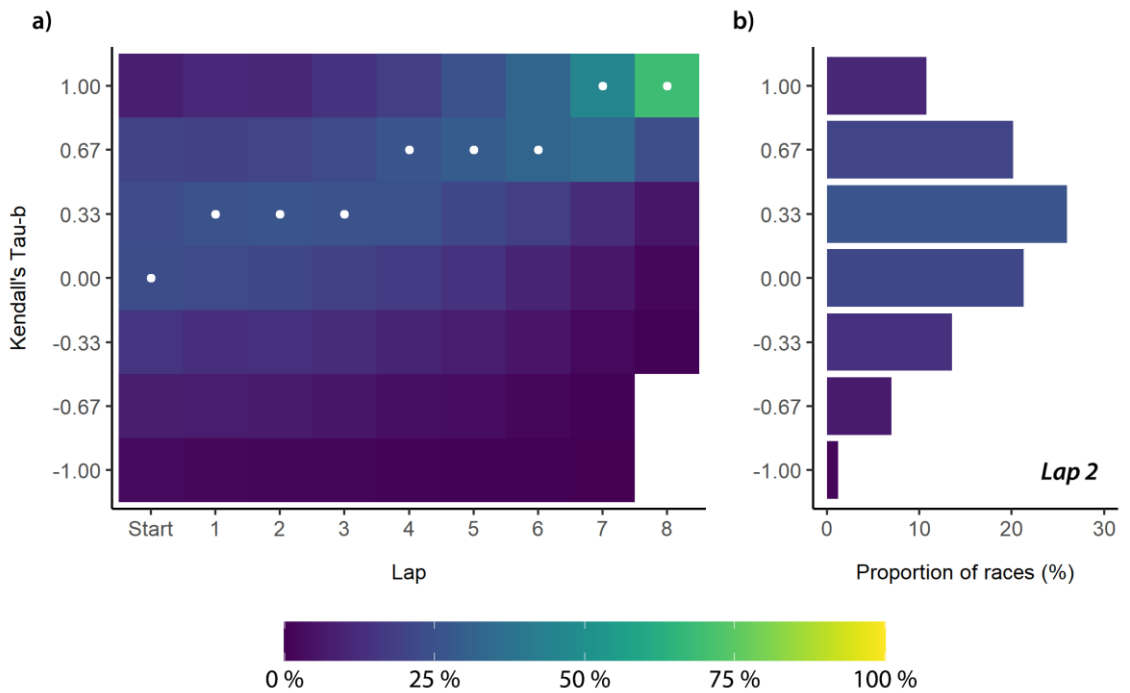 a)
b)
Kendall's Tau-b
1.00
0.67
0.33
0.00
-0.33
-0.67
-1.00
Start 1 2 3 4 5 6 7 8
Lap
1.00
0.67
0.33
0.00
-0.33
-0.67
-1.00
Lap 2
0 10 20 30
Proportion of races (%)
0 % 25 % 50 % 75 % 100 %